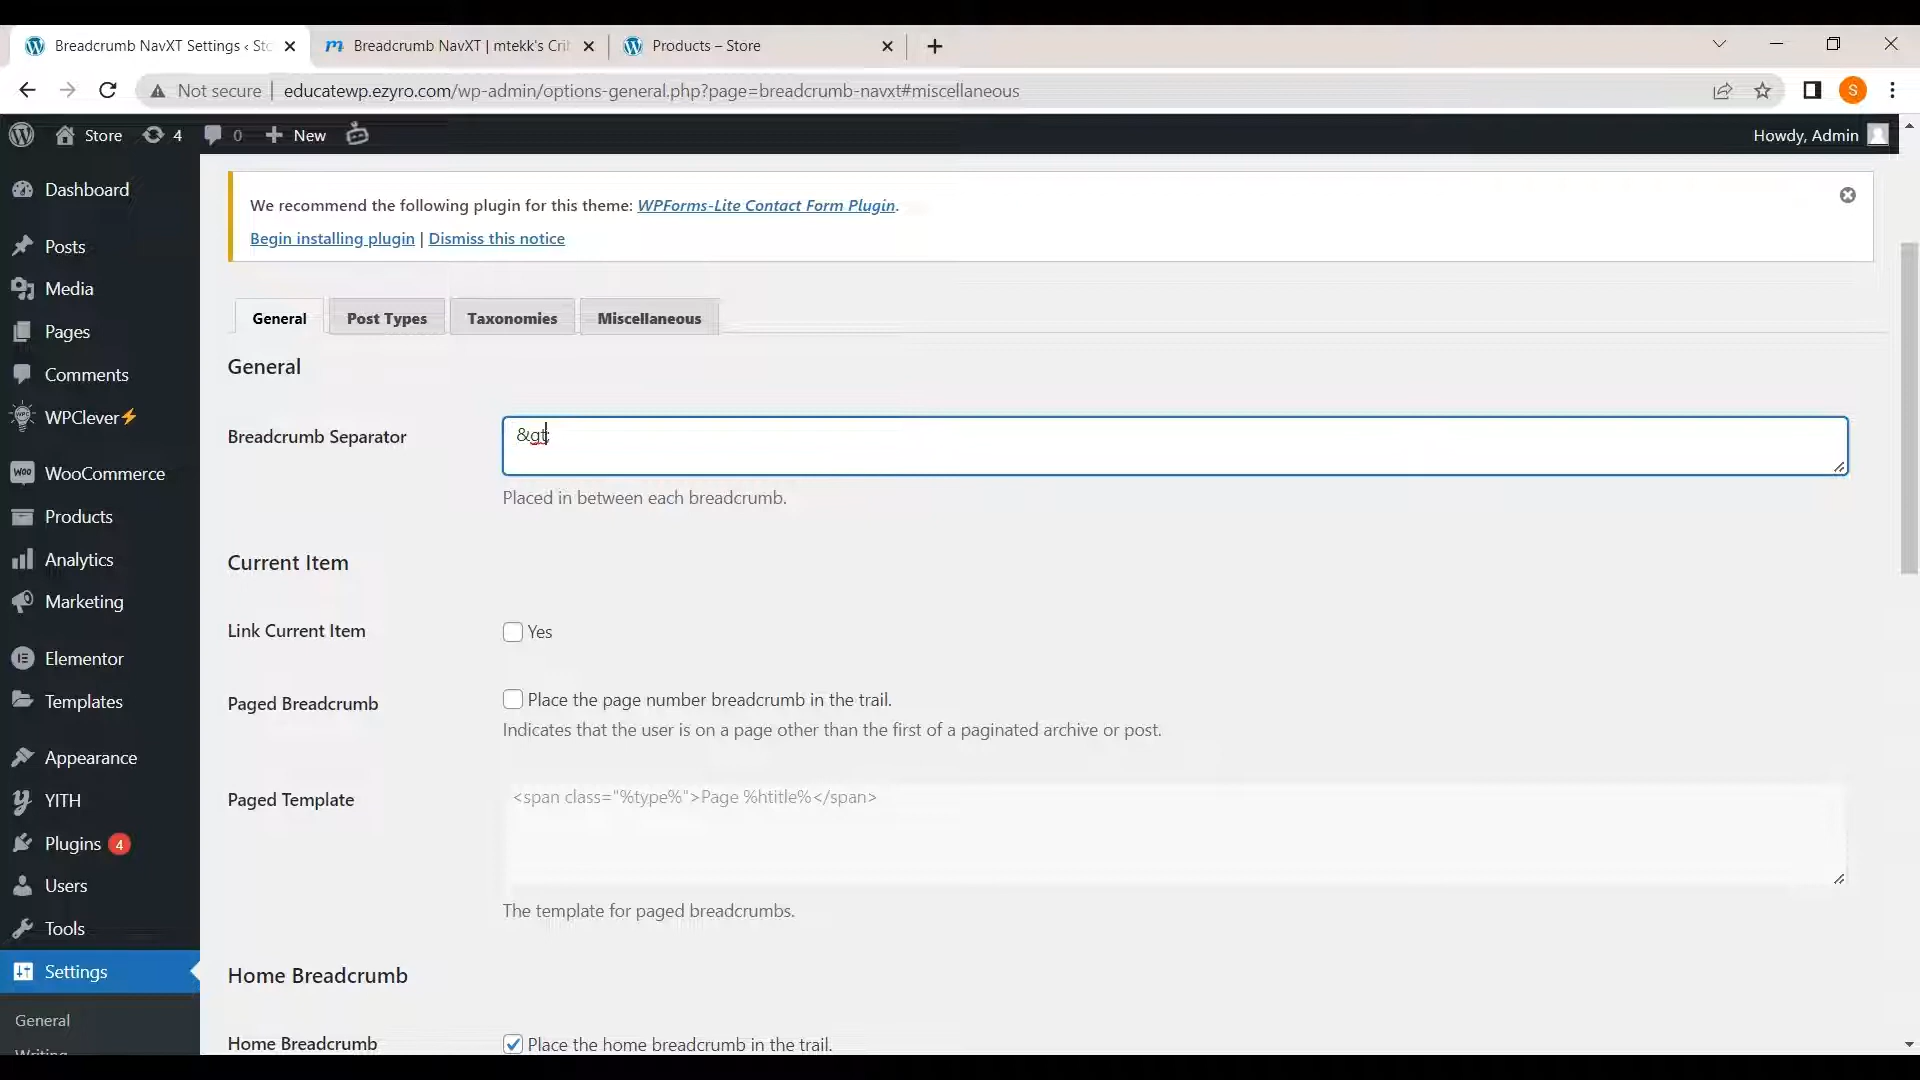 Breadcrumb NavXT Settings ‹ Sto
Breadcrumb NavXT | mtekk's Cri
Products – Store
Not secure
educatewp.ezyro.com/wp-admin/options-general.php?page=breadcrumb-navxt#miscellaneous
S
Store
4
0
New
Howdy, Admin
Dashboard
Posts
Media
Pages
Comments
WPClever⚡
WooCommerce
Products
Analytics
Marketing
Elementor
Templates
Appearance
YITH
Plugins 4
Users
Tools
Settings
General
Writing
We recommend the following plugin for this theme: WPForms-Lite Contact Form Plugin.
Begin installing plugin | Dismiss this notice
General
Post Types
Taxonomies
Miscellaneous
General
Breadcrumb Separator
&gt
Placed in between each breadcrumb.
Current Item
Link Current Item
Yes
Paged Breadcrumb
Place the page number breadcrumb in the trail.
Indicates that the user is on a page other than the first of a paginated archive or post.
Paged Template
<span class="%type%">Page %htitle%</span>
The template for paged breadcrumbs.
Home Breadcrumb
Home Breadcrumb
Place the home breadcrumb in the trail.